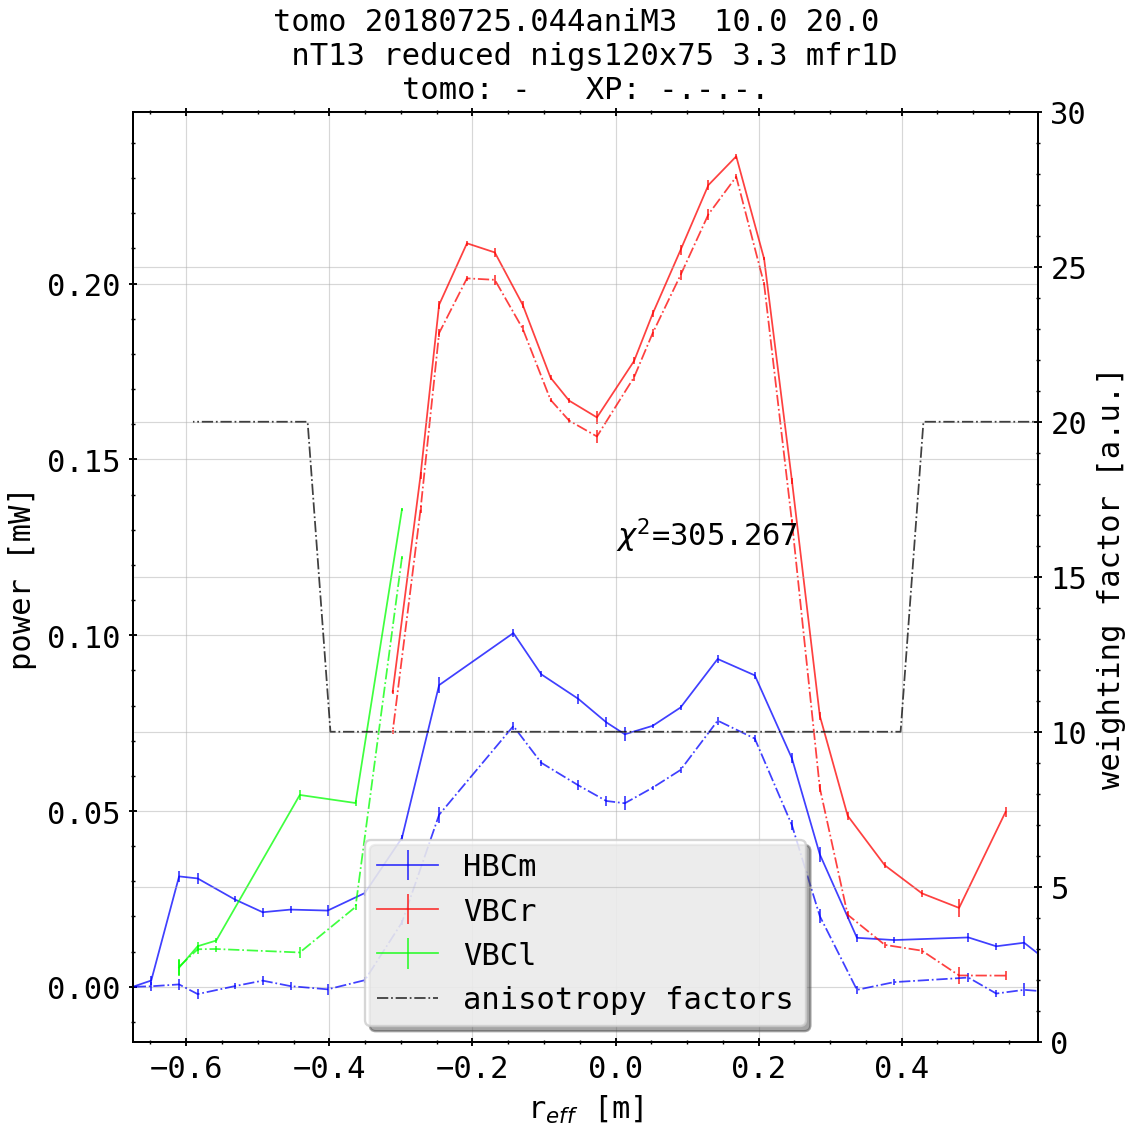 tomo 20180725.044aniM3  10.0 20.0
nT13 reduced nigs120x75 3.3 mfr1D
tomo: -   XP: -.-.-.
30
25
20
15
10
5
0
weighting factor [a.u.]
0.20
0.15
0.10
0.05
0.00
power [mW]
χ²=305.267
HBCm
VBCr
VBCl
anisotropy factors
−0.6 −0.4 −0.2 0.0 0.2 0.4
r_eff [m]